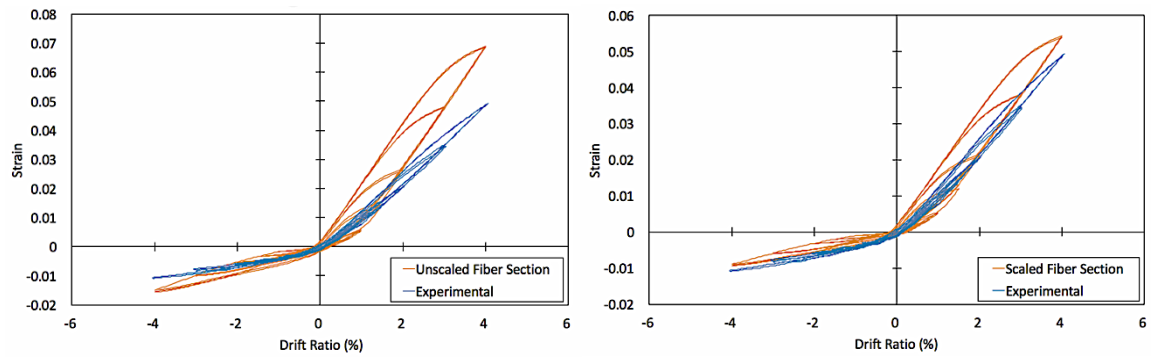 0.08
0.07
0.06
0.05
0.04
0.03
0.02
0.01
0
-0.01
-0.02
Strain
-6 -4 -2 0 2 4 6
Drift Ratio (%)
Unscaled Fiber Section
Experimental
0.06
0.05
0.04
0.03
0.02
0.01
0
-0.01
-0.02
Strain
-6 -4 -2 0 2 4 6
Drift Ratio (%)
Scaled Fiber Section
Experimental